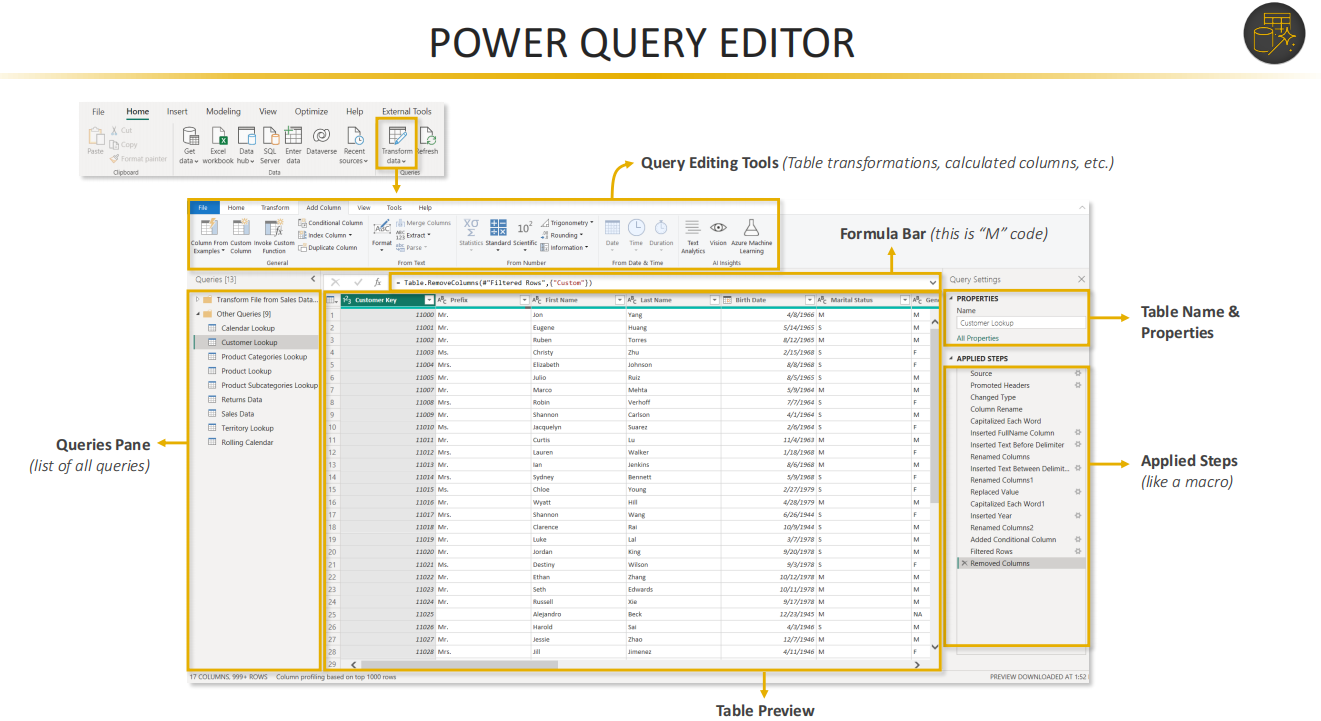 POWER QUERY EDITOR
File Home Insert Modeling View Optimize Help External Tools
Paste
Cut
Copy
Format painter
Clipboard
Get data
Excel workbook
Data hub
SQL Server
Enter data
Dataverse
Recent sources
Data
Transform data
Refresh
Queries
Query Editing Tools (Table transformations, calculated columns, etc.)
File Home Transform Add Column View Tools Help
Column From Examples
Custom Column
Invoke Custom Function
Conditional Column
Index Column
Duplicate Column
General
Format
Merge Columns
Extract
Parse
From Text
Statistics
Standard
Scientific
Trigonometry
Rounding
Information
From Number
Date
Time
Duration
From Date & Time
Text Analytics
Vision
Azure Machine Learning
AI Insights
Formula Bar (this is “M” code)
Queries [13]
= Table.RemoveColumns(#"Filtered Rows",{"Custom"})
Transform File from Sales Data...
Other Queries [9]
Calendar Lookup
Customer Lookup
Product Categories Lookup
Product Lookup
Product Subcategories Lookup
Returns Data
Sales Data
Territory Lookup
Rolling Calendar
Queries Pane
(list of all queries)
Customer Key Prefix First Name Last Name Birth Date Marital Status Gen
1 11000 Mr. Jon Yang 4/8/1966 M M
2 11001 Mr. Eugene Huang 5/14/1965 S M
3 11002 Mr. Ruben Torres 8/12/1965 M M
4 11003 Ms. Christy Zhu 2/15/1968 S F
5 11004 Mrs. Elizabeth Johnson 8/8/1968 S F
6 11005 Mr. Julio Ruiz 8/5/1965 S M
7 11007 Mr. Marco Mehta 5/9/1964 M M
8 11008 Mrs. Robin Verhoff 7/7/1964 S F
9 11009 Mr. Shannon Carlson 4/1/1964 S M
10 11010 Ms. Jacquelyn Suarez 2/6/1964 S F
11 11011 Mr. Curtis Lu 11/4/1963 M M
12 11012 Mrs. Lauren Walker 1/18/1968 M F
13 11013 Mr. Ian Jenkins 8/6/1968 M M
14 11014 Mrs. Sydney Bennett 5/9/1968 S F
15 11015 Ms. Chloe Young 2/27/1979 S F
16 11016 Mr. Wyatt Hill 4/28/1979 M M
17 11017 Mrs. Shannon Wang 6/26/1944 S F
18 11018 Mr. Clarence Rai 10/9/1944 S M
19 11019 Mr. Luke Lal 3/7/1978 S M
20 11020 Mr. Jordan King 9/20/1978 S M
21 11021 Ms. Destiny Wilson 9/3/1978 S F
22 11022 Mr. Ethan Zhang 10/12/1978 M M
23 11023 Mr. Seth Edwards 10/11/1978 M M
24 11024 Mr. Russell Xie 9/17/1978 M M
25 11025 Alejandro Beck 12/23/1945 M NA
26 11026 Mr. Harold Sai 4/3/1946 S M
27 11027 Mr. Jessie Zhao 12/7/1946 M M
28 11028 Mrs. Jill Jimenez 4/11/1946 M F
29
Query Settings
PROPERTIES
Name
Customer Lookup
All Properties
Table Name &
Properties
APPLIED STEPS
Source
Promoted Headers
Changed Type
Column Rename
Capitalized Each Word
Inserted FullName Column
Inserted Text Before Delimiter
Renamed Columns
Inserted Text Between Delimit...
Renamed Columns1
Replaced Value
Capitalized Each Word1
Inserted Year
Renamed Columns2
Added Conditional Column
Filtered Rows
Removed Columns
Applied Steps
(like a macro)
17 COLUMNS, 999+ ROWS Column profiling based on top 1000 rows
PREVIEW DOWNLOADED AT 1:52
Table Preview